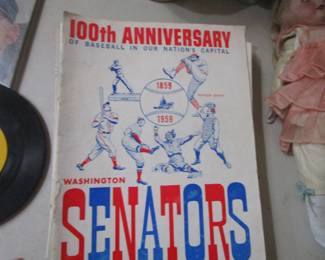 100th ANNIVERSARY
OF BASEBALL IN OUR NATION'S CAPITAL
1859
1959
WASHINGTON
SENATORS